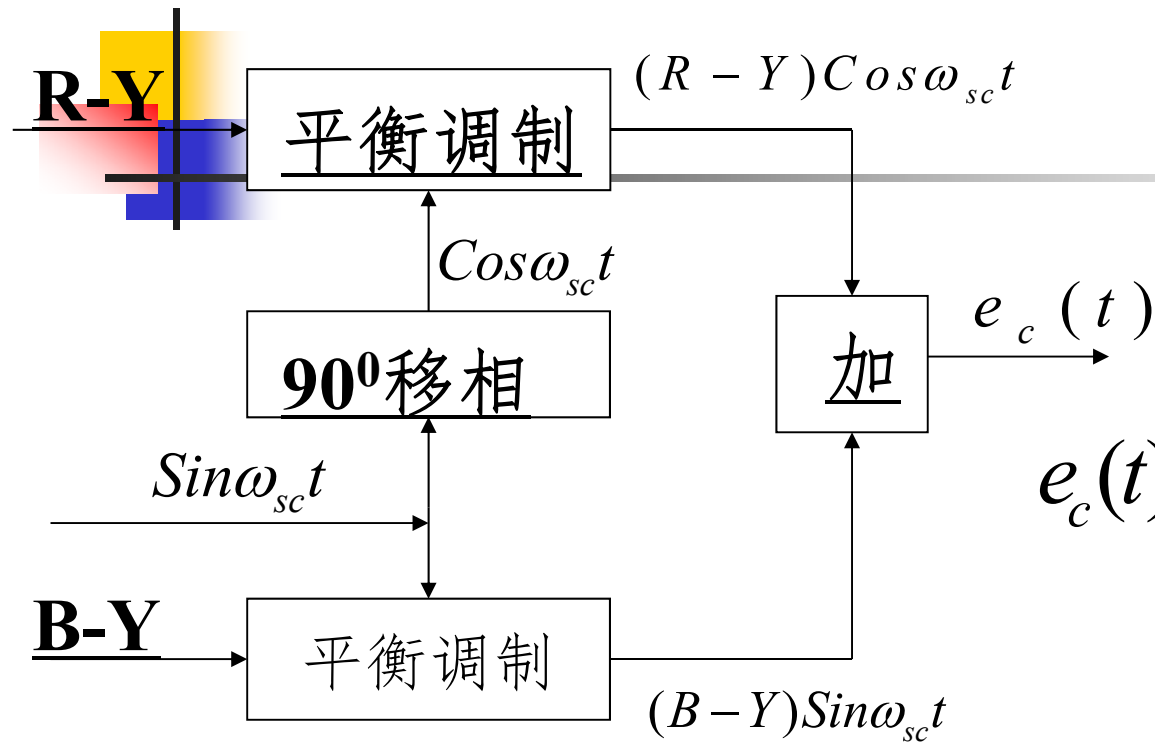 R-Y
(R − Y)Cosω_sc t
平衡调制
Cosω_sc t
90⁰移相
加
e_c(t)
Sinω_sc t
e_c(t)
B-Y
平衡调制
(B − Y)Sinω_sc t